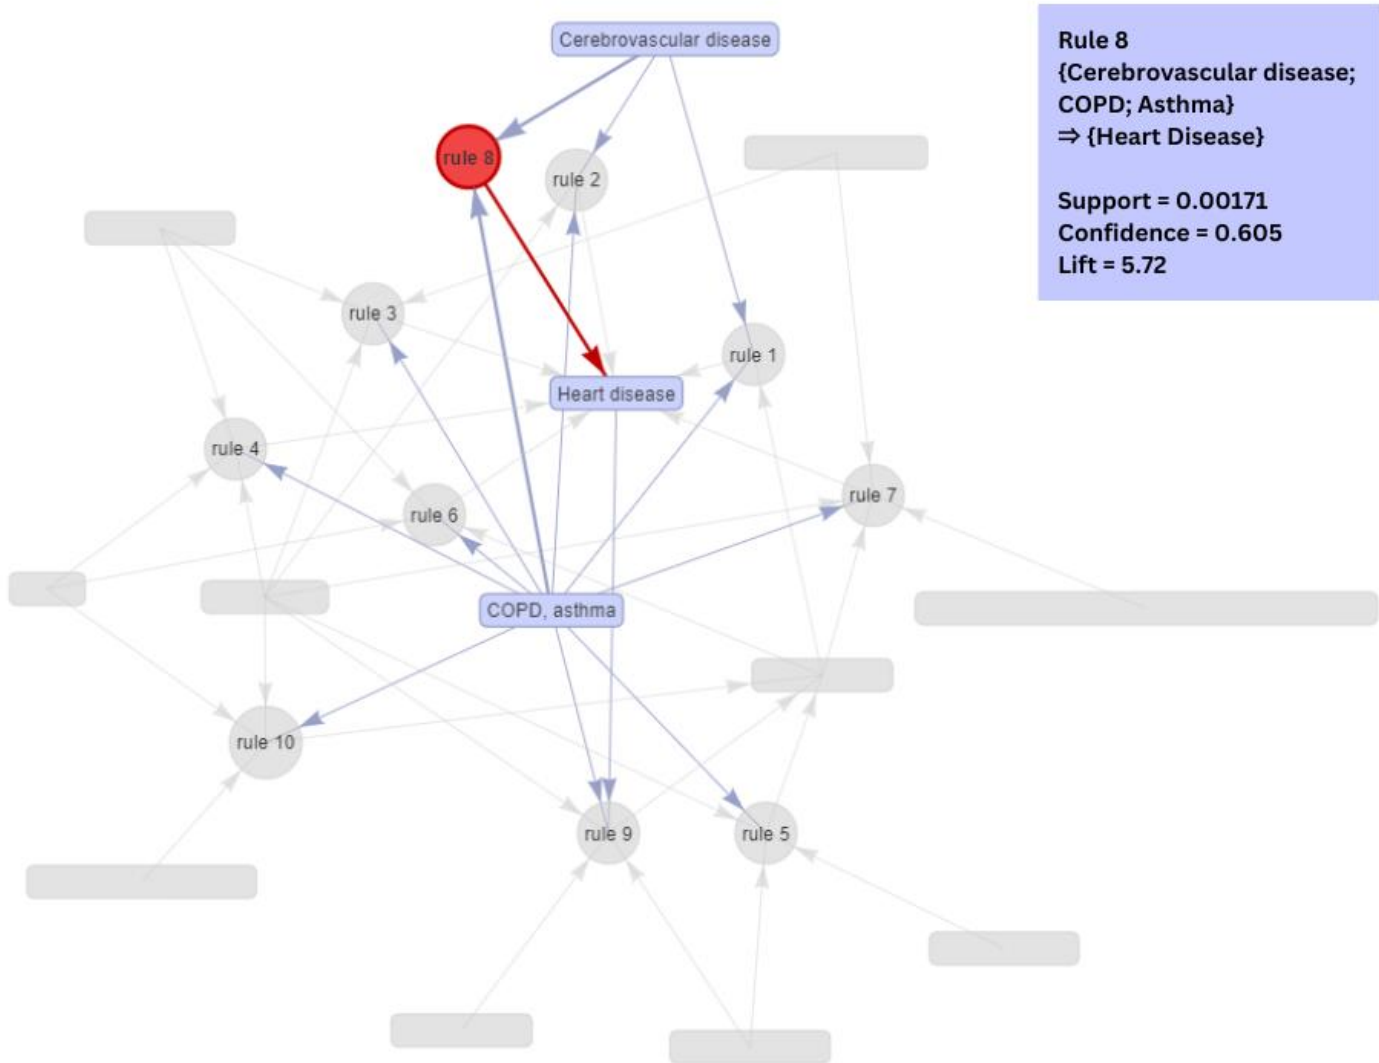 Cerebrovascular disease
Rule 8
{Cerebrovascular disease;
COPD; Asthma}
⇒ {Heart Disease}
Support = 0.00171
Confidence = 0.605
Lift = 5.72
rule 8
rule 2
rule 3
rule 1
Heart disease
rule 4
rule 7
rule 6
COPD, asthma
rule 10
rule 9
rule 5